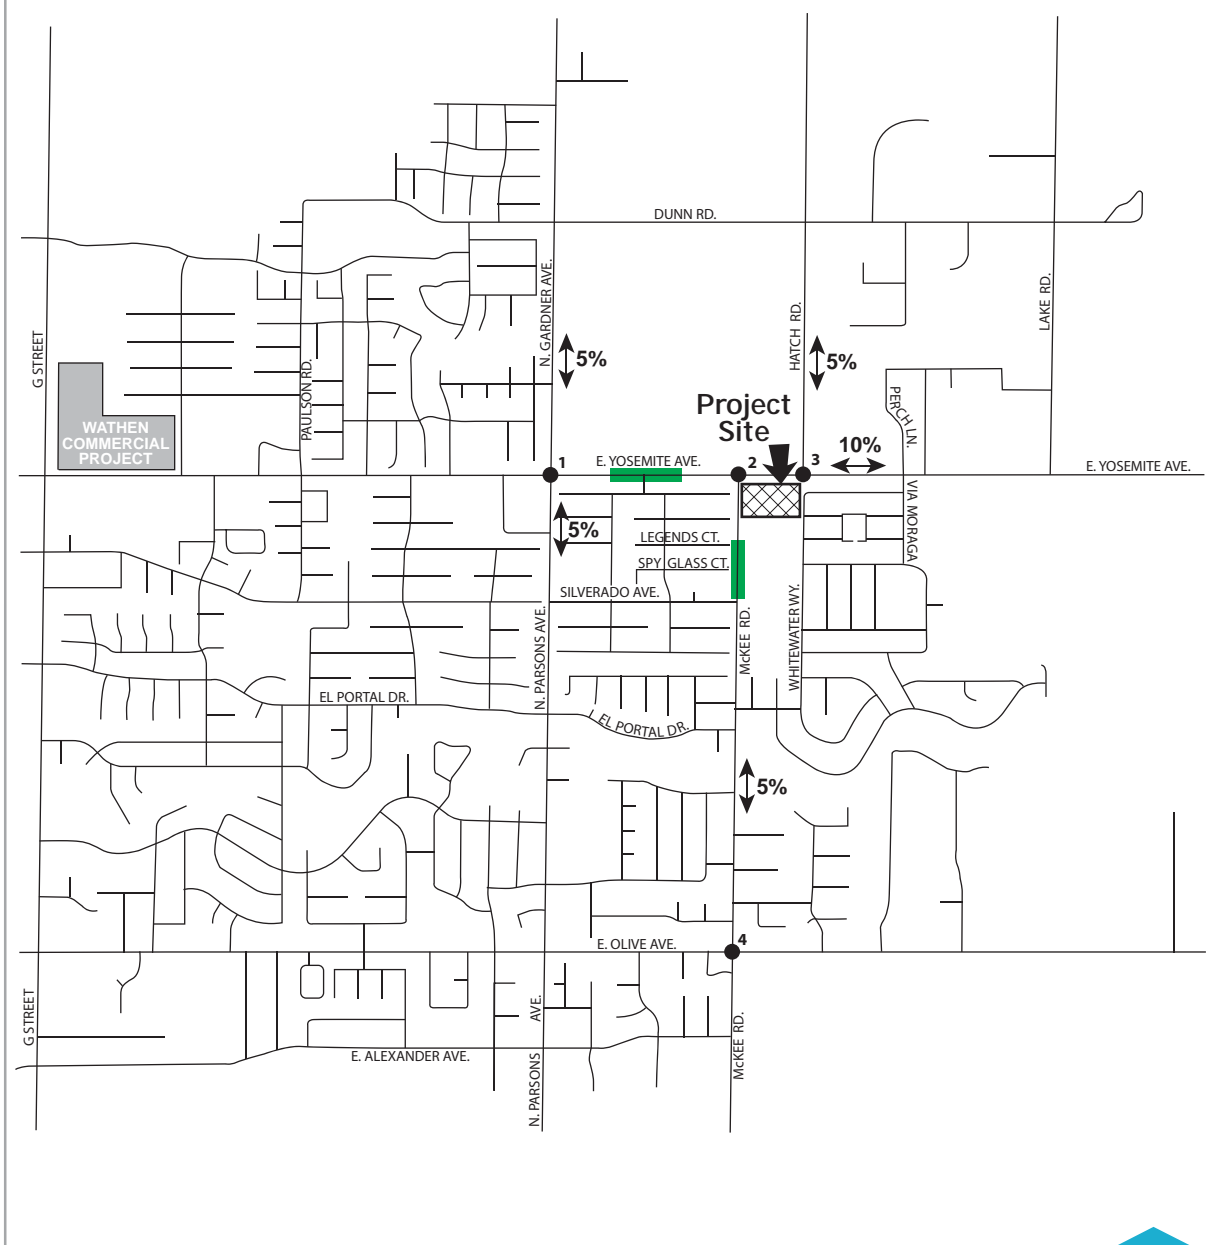 DUNN RD.
N. GARDNER AVE.
HATCH RD.
LAKE RD.
G STREET
5%
5%
PAULSON RD.
PERCH LN.
Project
Site
WATHEN
COMMERCIAL
PROJECT
10%
1
E. YOSEMITE AVE.
2
3
E. YOSEMITE AVE.
5%
VIA MORAGA
LEGENDS CT.
SPY GLASS CT.
SILVERADO AVE.
N. PARSONS AVE.
McKEE RD.
WHITEWATER WY.
EL PORTAL DR.
EL PORTAL DR.
5%
E. OLIVE AVE.
4
G STREET
N. PARSONS AVE.
McKEE RD.
E. ALEXANDER AVE.